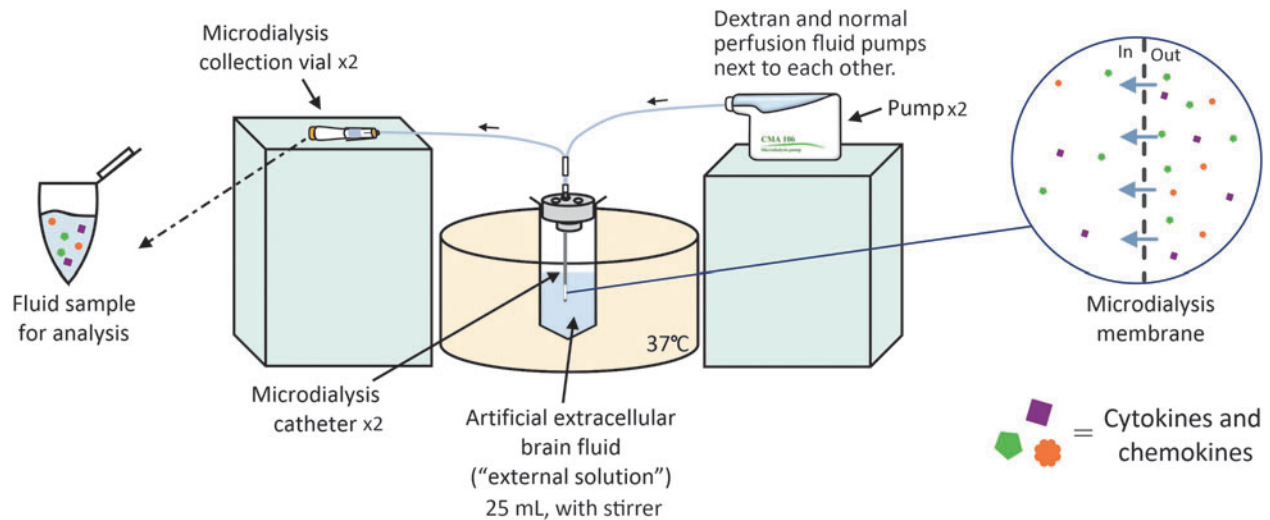 Microdialysis
collection vial x2
Dextran and normal
perfusion fluid pumps
next to each other.
Pump x2
CMA 106
Microdialysis pump
In
Out
Fluid sample
for analysis
37℃
Microdialysis
catheter x2
Artificial extracellular
brain fluid
(“external solution”)
25 mL, with stirrer
Microdialysis
membrane
= Cytokines and
chemokines